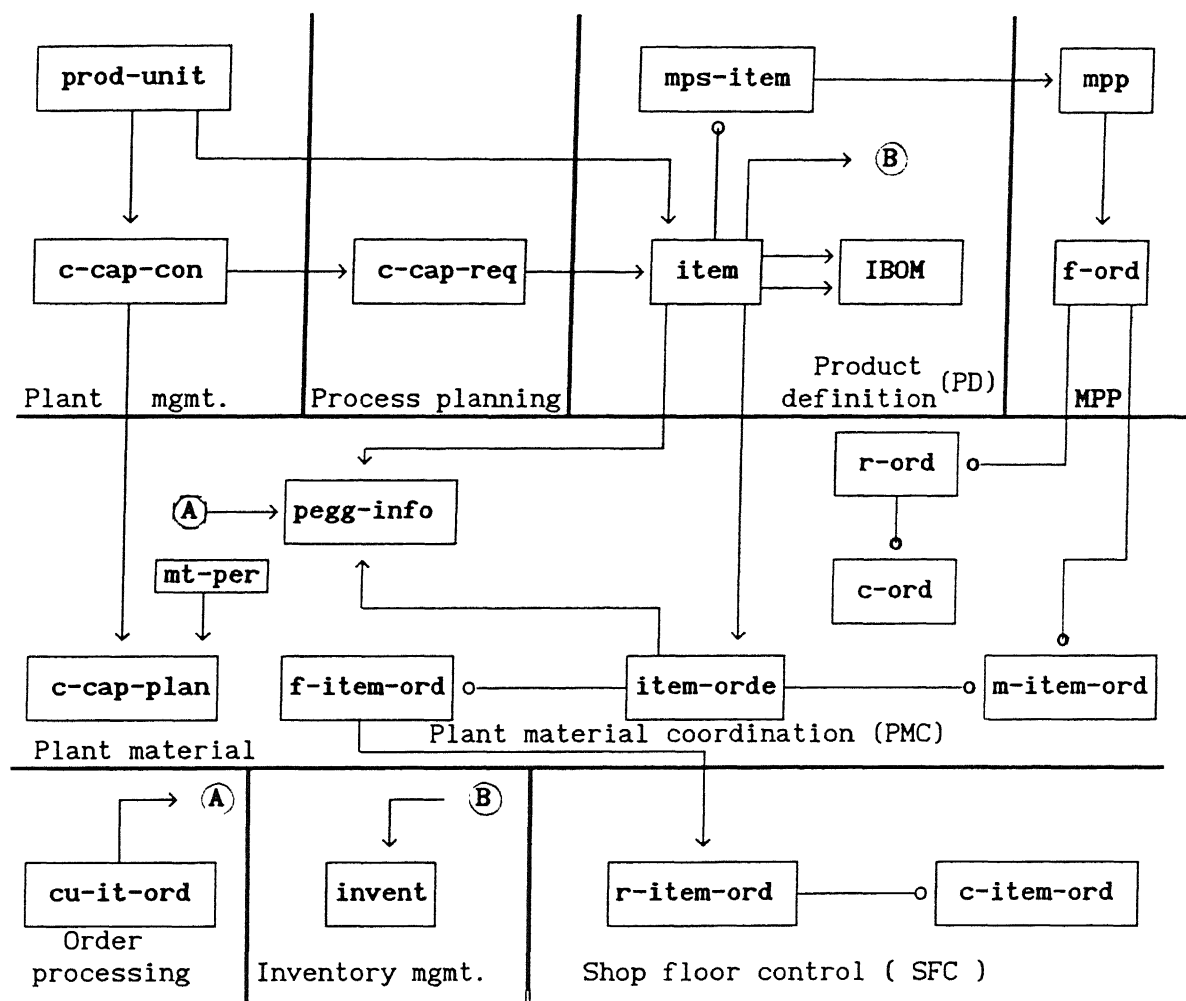 prod-unit
mps-item
mpp
B
c-cap-con
c-cap-req
item
IBOM
f-ord
Plant mgmt.
Process planning
Product
definition (PD)
MPP
r-ord
A
pegg-info
mt-per
c-ord
c-cap-plan
f-item-ord
item-orde
m-item-ord
Plant material
Plant material coordination (PMC)
A
B
cu-it-ord
invent
r-item-ord
c-item-ord
Order
processing
Inventory mgmt.
Shop floor control ( SFC )